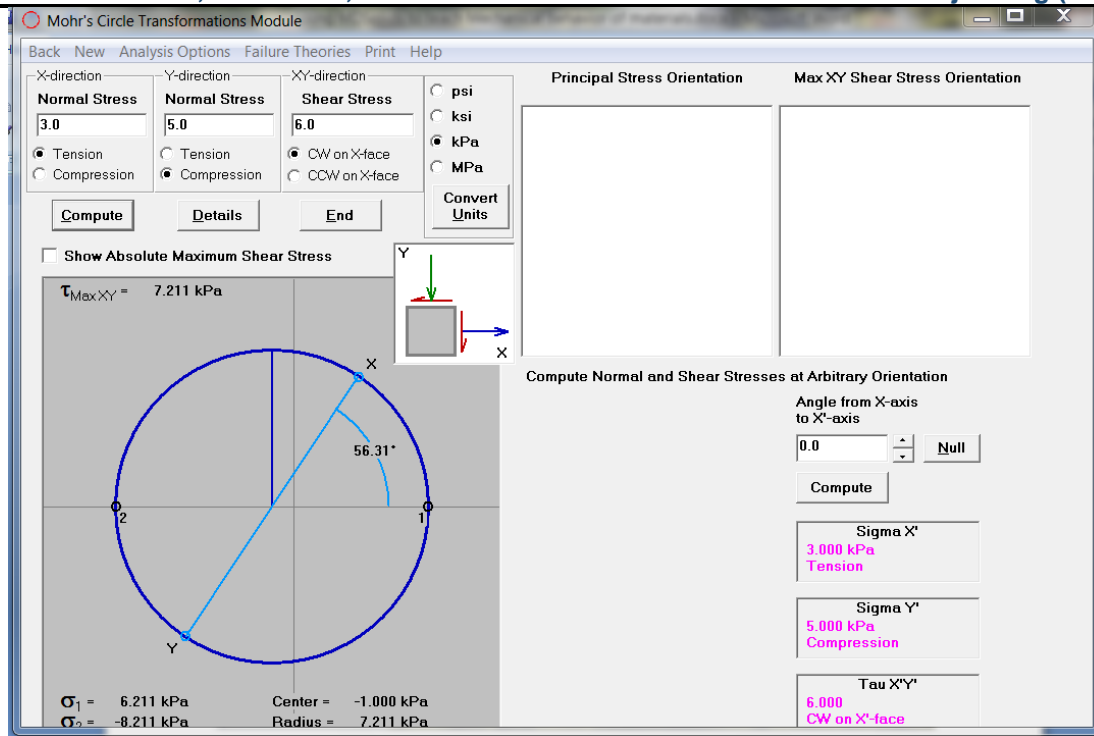 Mohr's Circle Transformations Module
Back New Analysis Options Failure Theories Print Help
X-direction
Normal Stress
3.0
Tension
Compression
Y-direction
Normal Stress
5.0
Tension
Compression
XY-direction
Shear Stress
6.0
CW on X-face
CCW on X-face
psi
ksi
kPa
MPa
Convert
Units
Compute
Details
End
Show Absolute Maximum Shear Stress
Y
X
τMax XY = 7.211 kPa
X
56.31°
2
1
Y
σ1 = 6.211 kPa
Center = -1.000 kPa
σ2 = -8.211 kPa
Radius = 7.211 kPa
Principal Stress Orientation
Max XY Shear Stress Orientation
Compute Normal and Shear Stresses at Arbitrary Orientation
Angle from X-axis
to X'-axis
0.0
Null
Compute
Sigma X'
3.000 kPa
Tension
Sigma Y'
5.000 kPa
Compression
Tau X'Y'
6.000
CW on X'-face